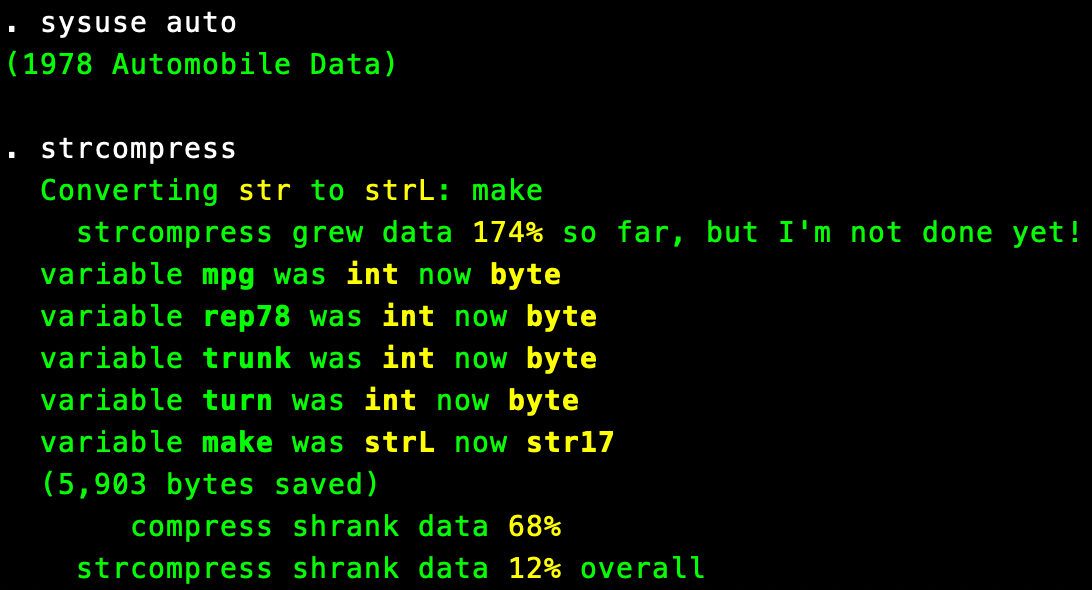 . sysuse auto
(1978 Automobile Data)
. strcompress
Converting str to strL: make
strcompress grew data 174% so far, but I'm not done yet!
variable mpg was int now byte
variable rep78 was int now byte
variable trunk was int now byte
variable turn was int now byte
variable make was strL now str17
(5,903 bytes saved)
compress shrank data 68%
strcompress shrank data 12% overall